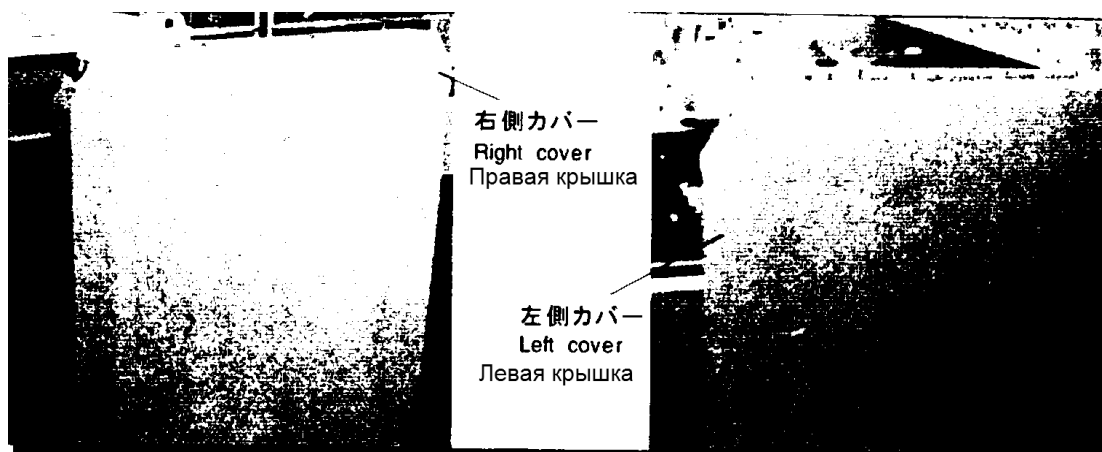 右側カバー
Right cover
Правая крышка
左側カバー
Left cover
Левая крышка